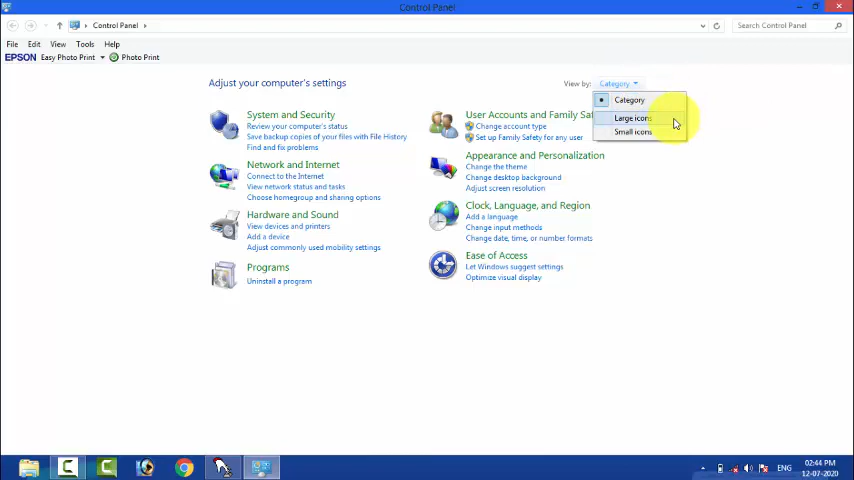 Control Panel
Control Panel
Search Control Panel
File Edit View Tools Help
EPSON Easy Photo Print Photo Print
Adjust your computer's settings
View by: Category
Category
Large icons
Small icons
System and Security
Review your computer's status
Save backup copies of your files with File History
Find and fix problems
Network and Internet
Connect to the Internet
View network status and tasks
Choose homegroup and sharing options
Hardware and Sound
View devices and printers
Add a device
Adjust commonly used mobility settings
Programs
Uninstall a program
User Accounts and Family Saf
Change account type
Set up Family Safety for any user
Appearance and Personalization
Change the theme
Change desktop background
Adjust screen resolution
Clock, Language, and Region
Add a language
Change input methods
Change date, time, or number formats
Ease of Access
Let Windows suggest settings
Optimize visual display
ENG
02:44 PM
12-07-2020